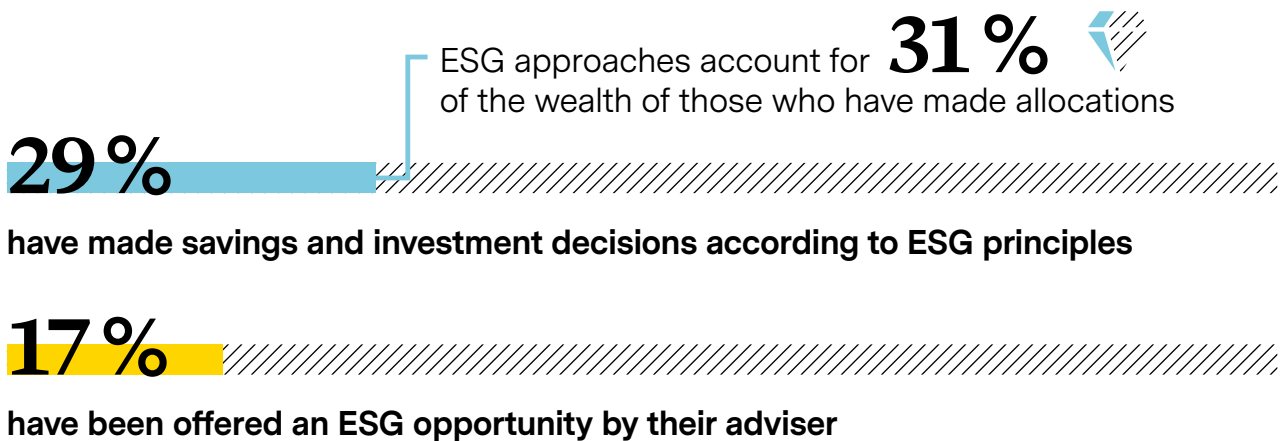 ESG approaches account for 31 %
of the wealth of those who have made allocations
29 %
have made savings and investment decisions according to ESG principles
17 %
have been offered an ESG opportunity by their adviser